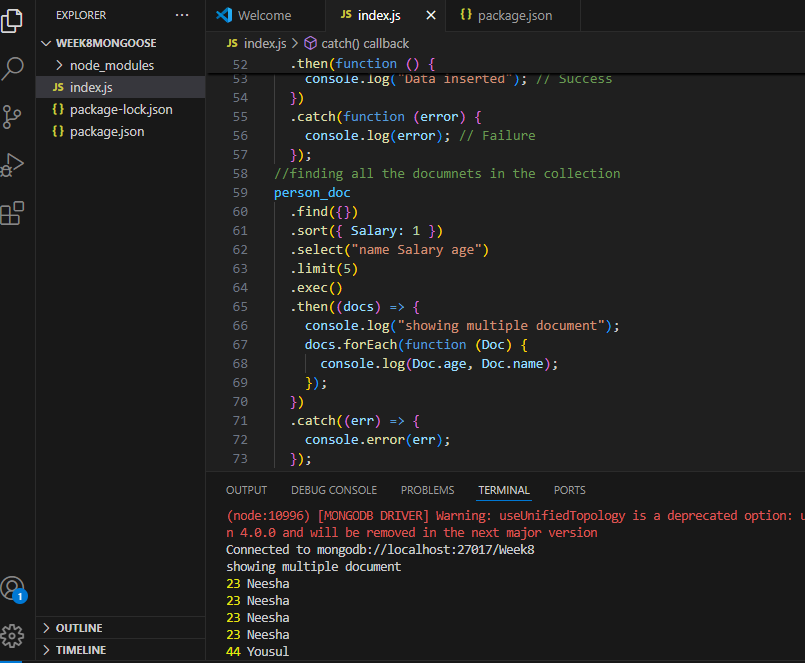 EXPLORER ...
WEEK8MONGOOSE
node_modules
JS index.js
{} package-lock.json
{} package.json
OUTLINE
TIMELINE
1
Welcome
JS index.js ×
{} package.json
JS index.js > catch() callback
52 .then(function () {
53 console.log("Data inserted"); // Success
54 })
55 .catch(function (error) {
56 console.log(error); // Failure
57 });
58 //finding all the documnets in the collection
59 person_doc
60 .find({})
61 .sort({ Salary: 1 })
62 .select("name Salary age")
63 .limit(5)
64 .exec()
65 .then((docs) => {
66 console.log("showing multiple document");
67 docs.forEach(function (Doc) {
68 console.log(Doc.age, Doc.name);
69 });
70 })
71 .catch((err) => {
72 console.error(err);
73 });
OUTPUT DEBUG CONSOLE PROBLEMS TERMINAL PORTS
(node:10996) [MONGODB DRIVER] Warning: useUnifiedTopology is a deprecated option:
n 4.0.0 and will be removed in the next major version
Connected to mongodb://localhost:27017/Week8
showing multiple document
23 Neesha
23 Neesha
23 Neesha
23 Neesha
44 Yousul